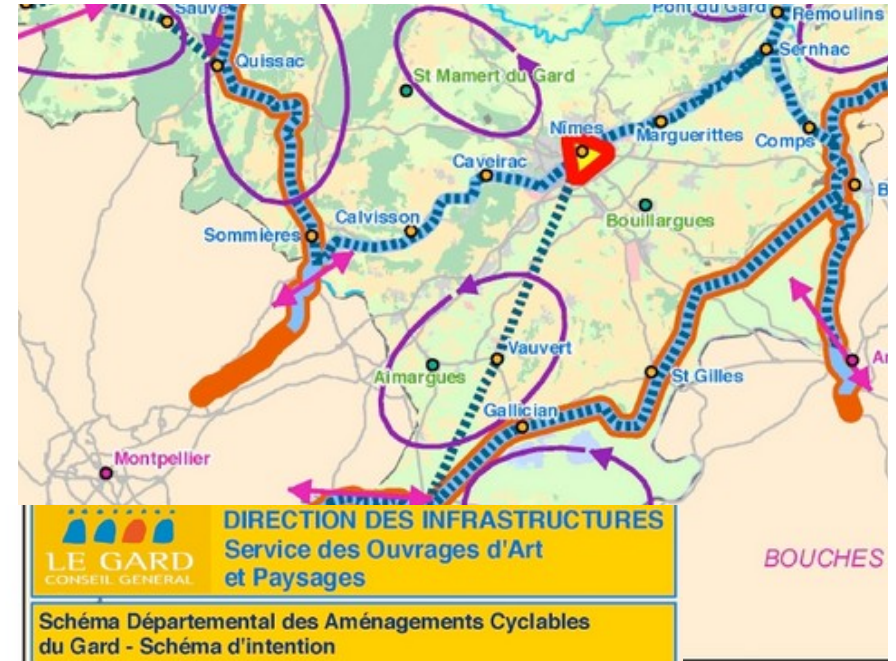 Sauve
Pont du Gard
Remoulins
Sernhac
Quissac
St Mamert du Gard
Nîmes
Marguerittes
Comps
Caveirac
B
Calvisson
Bouillargues
Sommières
Vauvert
Ar
Aimargues
St Gilles
Gallician
Montpellier
LE GARD
CONSEIL GÉNÉRAL
DIRECTION DES INFRASTRUCTURES
Service des Ouvrages d'Art
et Paysages
BOUCHES
Schéma Départemental des Aménagements Cyclables
du Gard - Schéma d'intention